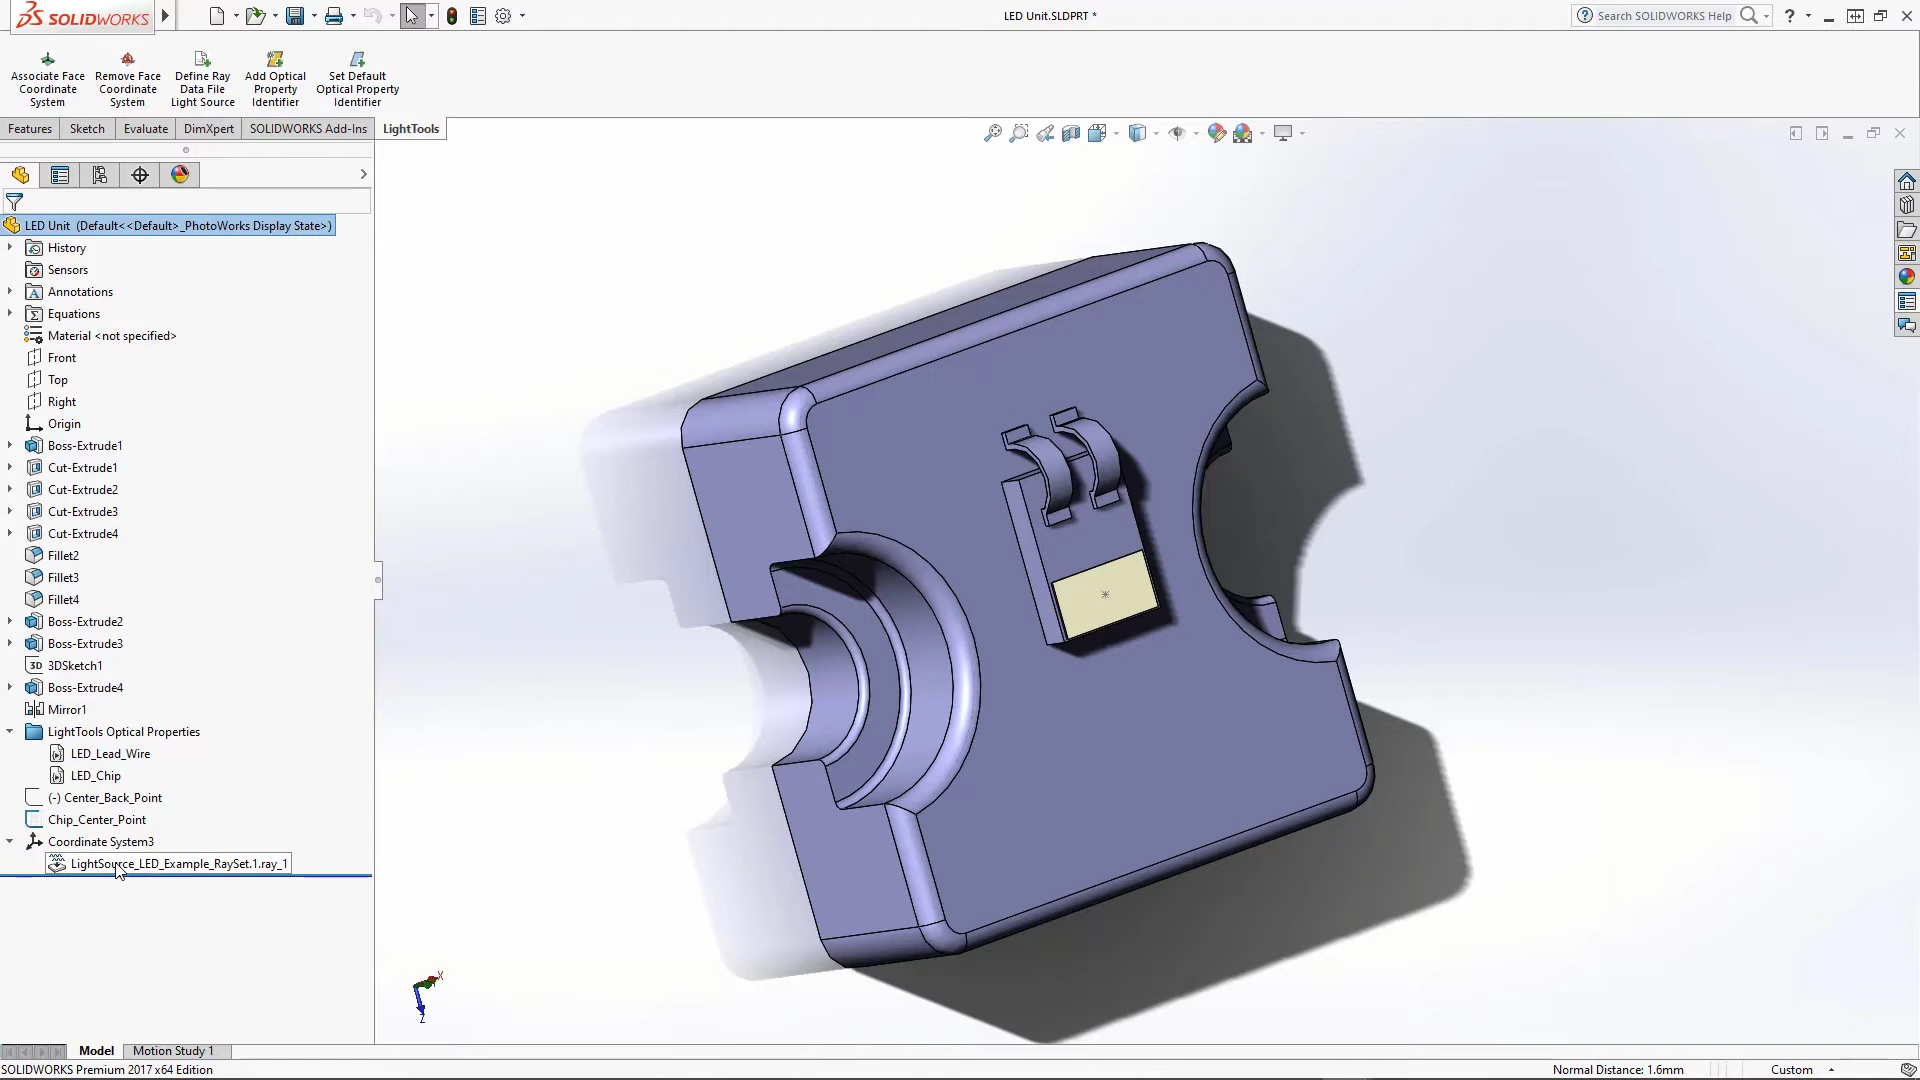 SOLIDWORKS
LED Unit.SLDPRT *
Search SOLIDWORKS Help
?
Associate Face
Coordinate
System
Remove Face
Coordinate
System
Define Ray
Data File
Light Source
Add Optical
Property
Identifier
Set Default
Optical Property
Identifier
Features
Sketch
Evaluate
DimXpert
SOLIDWORKS Add-Ins
LightTools
LED Unit (Default<<Default>_PhotoWorks Display State>)
History
Sensors
Annotations
Equations
Material <not specified>
Front
Top
Right
Origin
Boss-Extrude1
Cut-Extrude1
Cut-Extrude2
Cut-Extrude3
Cut-Extrude4
Fillet2
Fillet3
Fillet4
Boss-Extrude2
Boss-Extrude3
3D 3DSketch1
Boss-Extrude4
Mirror1
LightTools Optical Properties
LED_Lead_Wire
LED_Chip
(-) Center_Back_Point
Chip_Center_Point
Coordinate System3
LightSource_LED_Example_RaySet.1.ray_1
X
Z
Model
Motion Study 1
SOLIDWORKS Premium 2017 x64 Edition
Normal Distance: 1.6mm
Custom